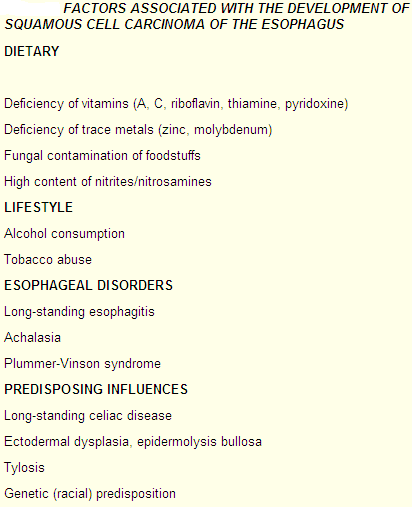 FACTORS ASSOCIATED WITH THE DEVELOPMENT OF
SQUAMOUS CELL CARCINOMA OF THE ESOPHAGUS
DIETARY
Deficiency of vitamins (A, C, riboflavin, thiamine, pyridoxine)
Deficiency of trace metals (zinc, molybdenum)
Fungal contamination of foodstuffs
High content of nitrites/nitrosamines
LIFESTYLE
Alcohol consumption
Tobacco abuse
ESOPHAGEAL DISORDERS
Long-standing esophagitis
Achalasia
Plummer-Vinson syndrome
PREDISPOSING INFLUENCES
Long-standing celiac disease
Ectodermal dysplasia, epidermolysis bullosa
Tylosis
Genetic (racial) predisposition